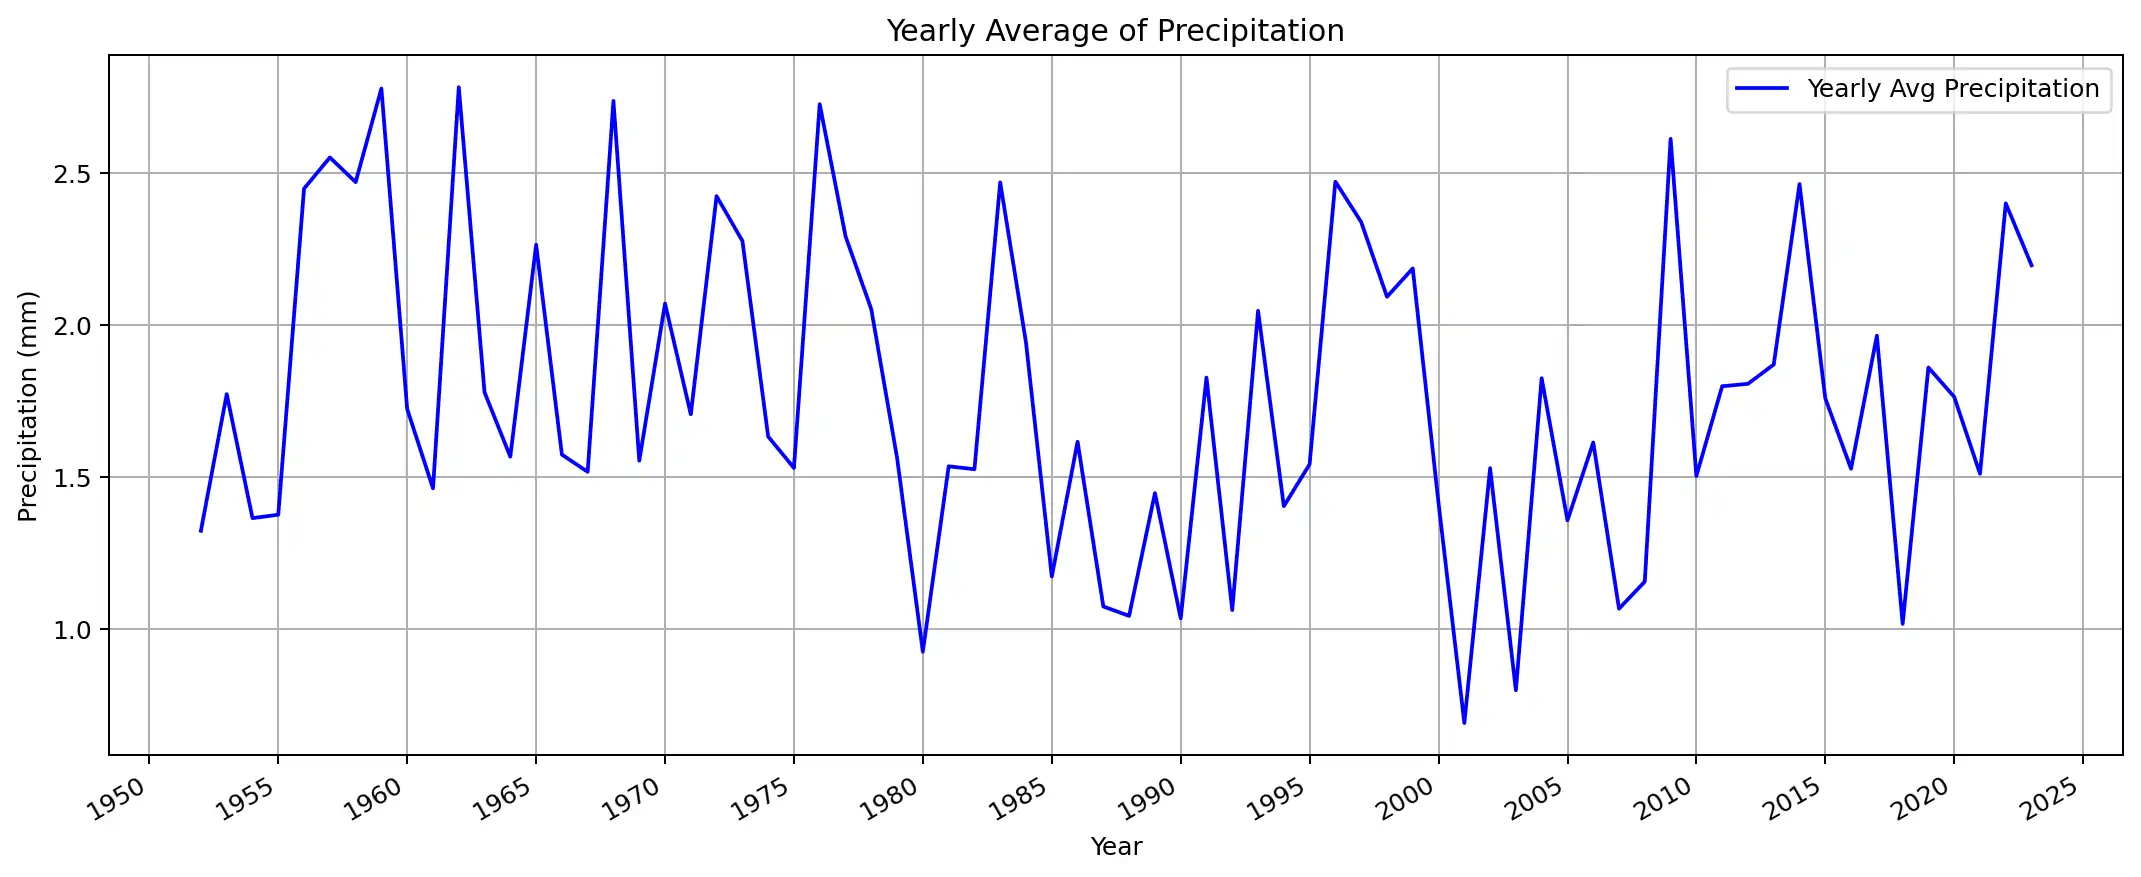 Yearly Average of Precipitation
Yearly Avg Precipitation
Precipitation (mm)
2.5
2.0
1.5
1.0
1950 1955 1960 1965 1970 1975 1980 1985 1990 1995 2000 2005 2010 2015 2020 2025
Year